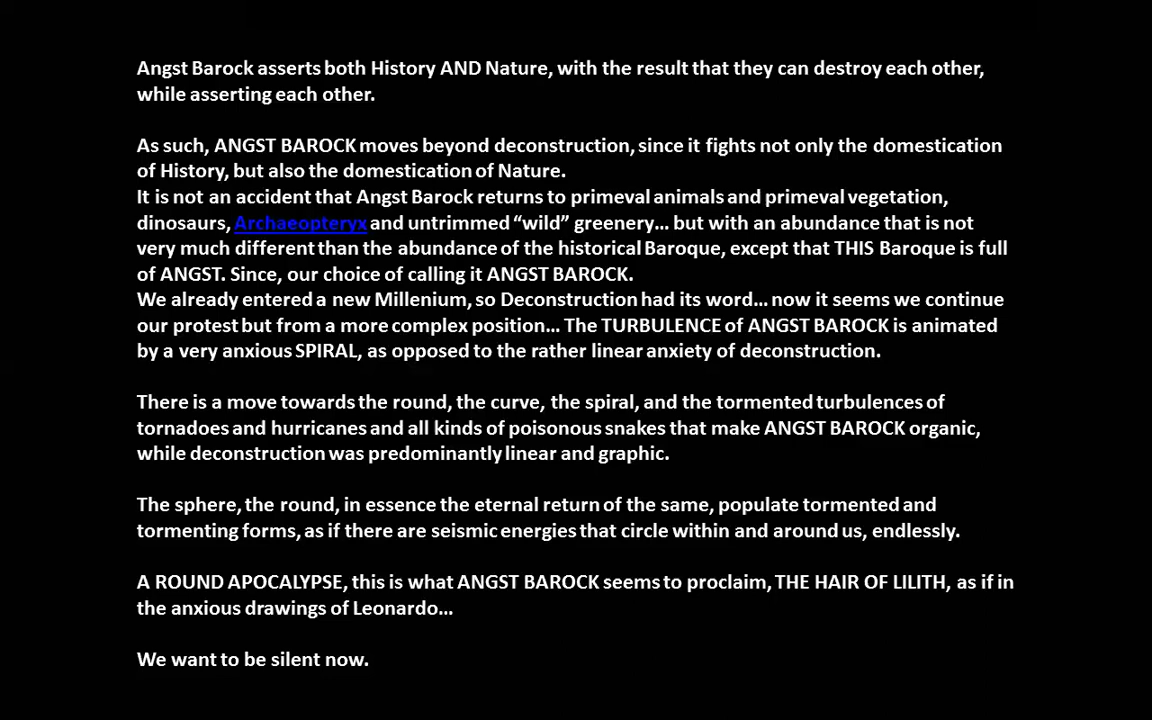 Angst Barock asserts both History AND Nature, with the result that they can destroy each other,
while asserting each other.
As such, ANGST BAROCK moves beyond deconstruction, since it fights not only the domestication
of History, but also the domestication of Nature.
It is not an accident that Angst Barock returns to primeval animals and primeval vegetation,
dinosaurs, Archaeopteryx and untrimmed “wild” greenery... but with an abundance that is not
very much different than the abundance of the historical Baroque, except that THIS Baroque is full
of ANGST. Since, our choice of calling it ANGST BAROCK.
We already entered a new Millenium, so Deconstruction had its word... now it seems we continue
our protest but from a more complex position... The TURBULENCE of ANGST BAROCK is animated
by a very anxious SPIRAL, as opposed to the rather linear anxiety of deconstruction.
There is a move towards the round, the curve, the spiral, and the tormented turbulences of
tornadoes and hurricanes and all kinds of poisonous snakes that make ANGST BAROCK organic,
while deconstruction was predominantly linear and graphic.
The sphere, the round, in essence the eternal return of the same, populate tormented and
tormenting forms, as if there are seismic energies that circle within and around us, endlessly.
A ROUND APOCALYPSE, this is what ANGST BAROCK seems to proclaim, THE HAIR OF LILITH, as if in
the anxious drawings of Leonardo...
We want to be silent now.